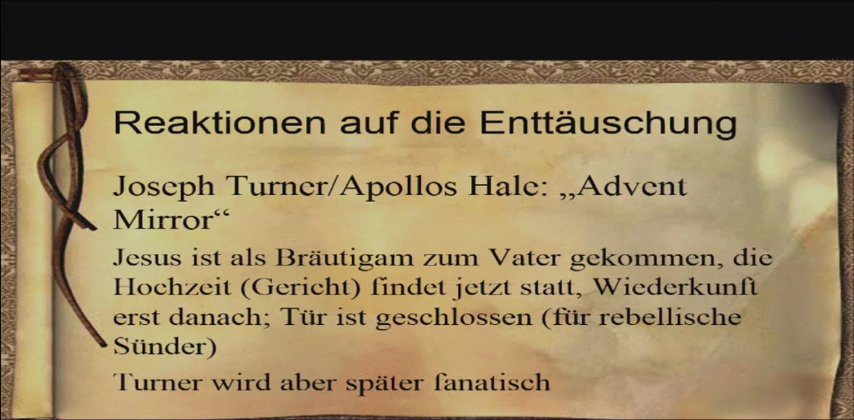 Reaktionen auf die Enttäuschung
Joseph Turner/Apollos Hale: „Advent
Mirror“
Jesus ist als Bräutigam zum Vater gekommen, die
Hochzeit (Gericht) findet jetzt statt, Wiederkunft
erst danach; Tür ist geschlossen (für rebellische
Sünder)
Turner wird aber später fanatisch